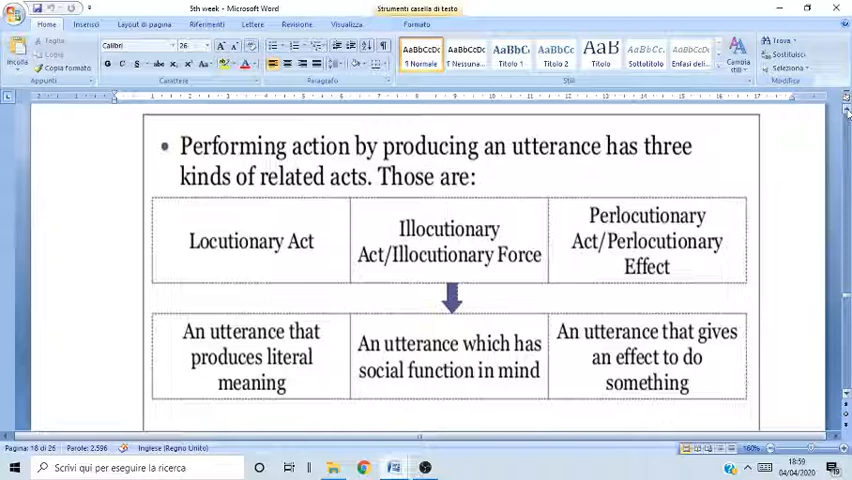 5th week - Microsoft Word
Strumenti casella di testo
Home Inserisci Layout di pagina Riferimenti Lettere Revisione Visualizza Formato
Incolla
Taglia
Copia
Copia formato
Appunti
Calibri 26
Carattere
Paragrafo
AaBbCcDc AaBbCcDc AaBbC AaBbCc AaB AaBbCc. AaBbCcDc
¶ Normale ¶ Nessuna... Titolo 1 Titolo 2 Titolo Sottotitolo Enfasi deli...
Cambia stili
Stili
Trova
Sostituisci
Seleziona
Modifica
• Performing action by producing an utterance has three
kinds of related acts. Those are:
Locutionary Act
Illocutionary
Act/Illocutionary Force
Perlocutionary
Act/Perlocutionary
Effect
An utterance that
produces literal
meaning
An utterance which has
social function in mind
An utterance that gives
an effect to do
something
Pagina: 18 di 26 Parole: 2.596 Inglese (Regno Unito) 160%
Scrivi qui per eseguire la ricerca
18:59
04/04/2020